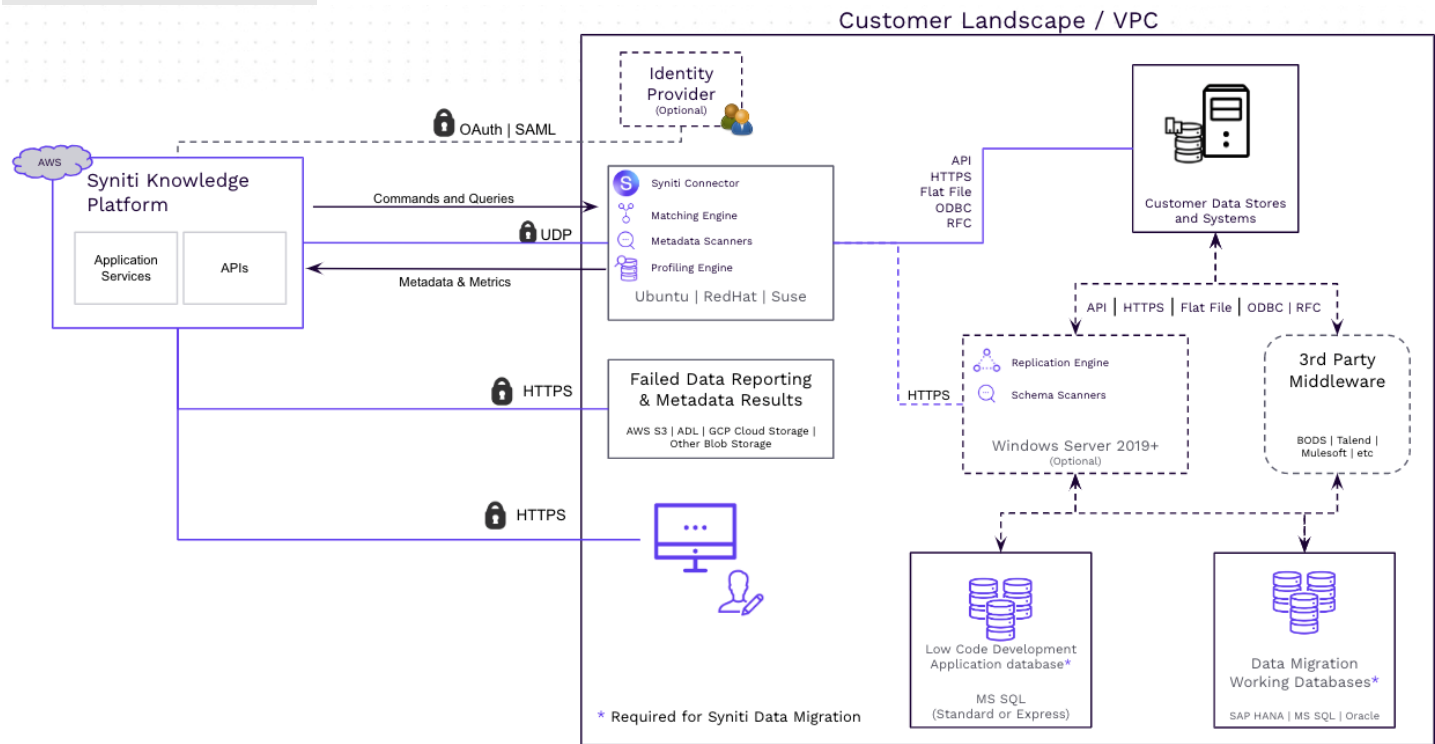 Customer Landscape / VPC
Identity
Provider
(Optional)
OAuth | SAML
AWS
Syniti Knowledge
Platform
Application
Services
APIs
Commands and Queries
UDP
Metadata & Metrics
Syniti Connector
Matching Engine
Metadata Scanners
Profiling Engine
Ubuntu | RedHat | Suse
API
HTTPS
Flat File
ODBC
RFC
Customer Data Stores
and Systems
API | HTTPS | Flat File | ODBC | RFC
HTTPS
Failed Data Reporting
& Metadata Results
AWS S3 | ADL | GCP Cloud Storage |
Other Blob Storage
HTTPS
Replication Engine
Schema Scanners
Windows Server 2019+
(Optional)
3rd Party
Middleware
BODS | Talend |
Mulesoft | etc
HTTPS
Low Code Development
Application database*
MS SQL
(Standard or Express)
Data Migration
Working Databases*
SAP HANA | MS SQL | Oracle
* Required for Syniti Data Migration